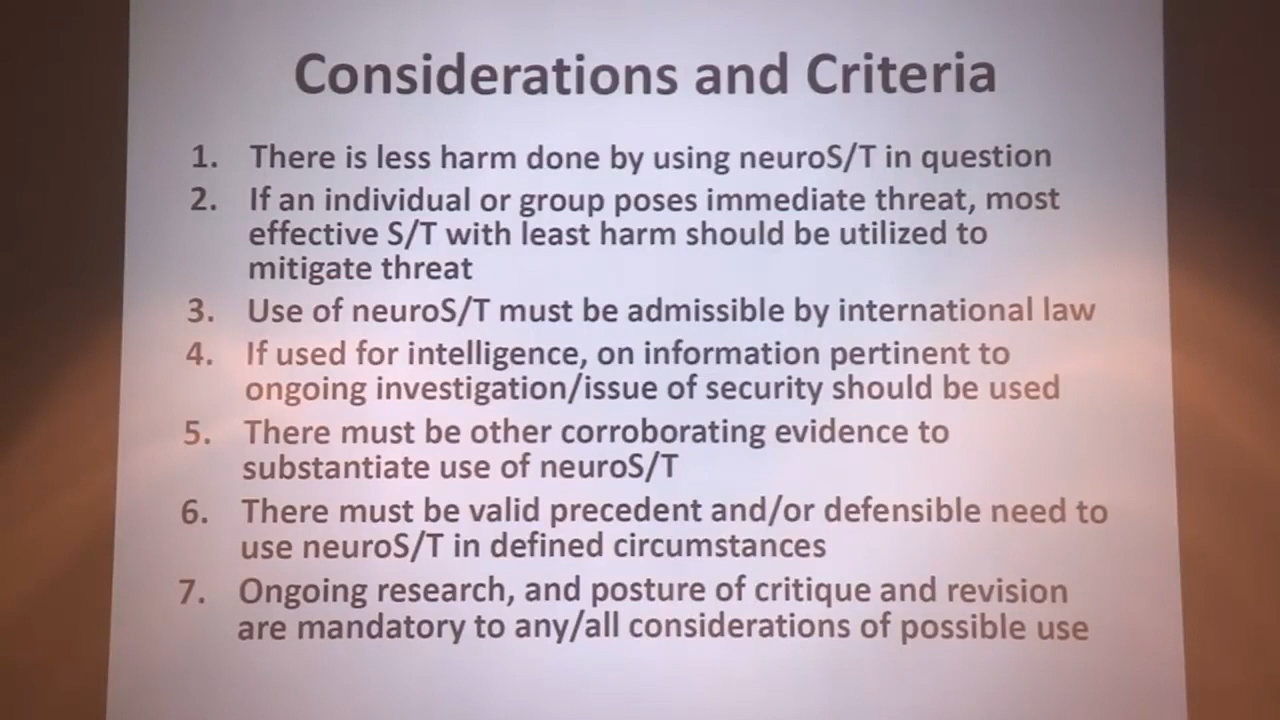 Considerations and Criteria
1. There is less harm done by using neuroS/T in question
2. If an individual or group poses immediate threat, most
effective S/T with least harm should be utilized to
mitigate threat
3. Use of neuroS/T must be admissible by international law
4. If used for intelligence, on information pertinent to
ongoing investigation/issue of security should be used
5. There must be other corroborating evidence to
substantiate use of neuroS/T
6. There must be valid precedent and/or defensible need to
use neuroS/T in defined circumstances
7. Ongoing research, and posture of critique and revision
are mandatory to any/all considerations of possible use